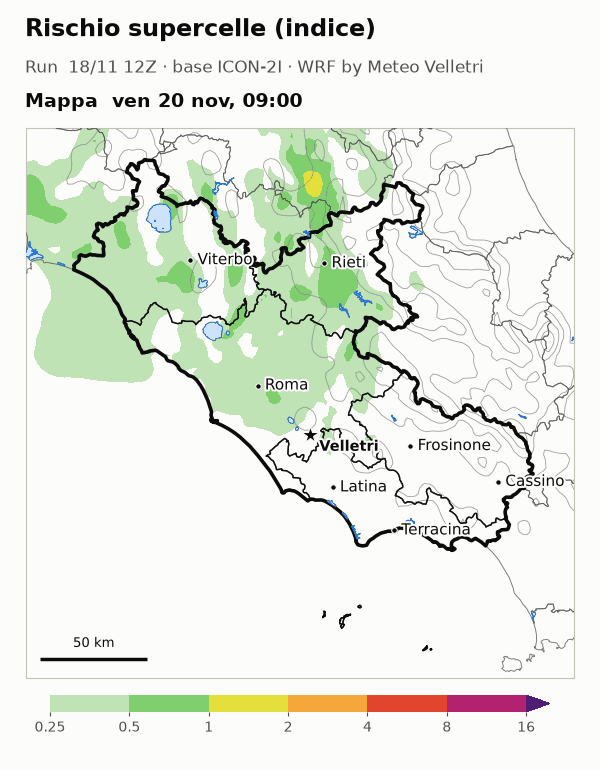 Rischio supercelle (indice)
Run  18/11 12Z · base ICON-2I · WRF by Meteo Velletri
Mappa  ven 20 nov, 09:00
Viterbo
Rieti
Roma
Velletri
Frosinone
Latina
Cassino
Terracina
50 km
0.25 0.5 1 2 4 8 16